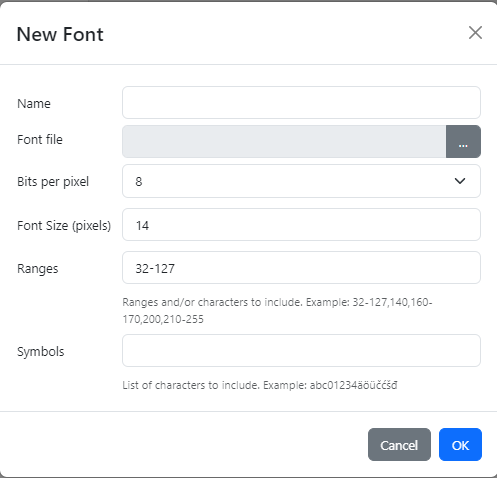 New Font
Name
Font file
...
Bits per pixel
8
Font Size (pixels)
14
Ranges
32-127
Ranges and/or characters to include. Example: 32-127,140,160-
170,200,210-255
Symbols
List of characters to include. Example: abc01234äöüčćšđ
Cancel
OK